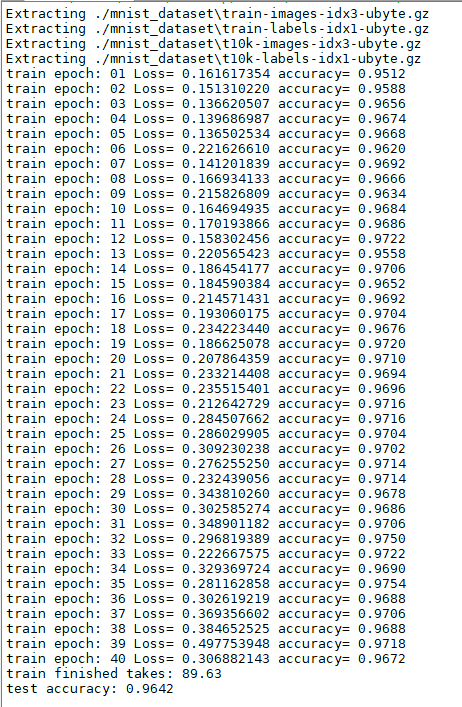 Extracting ./mnist_dataset\train-images-idx3-ubyte.gz
Extracting ./mnist_dataset\train-labels-idx1-ubyte.gz
Extracting ./mnist_dataset\t10k-images-idx3-ubyte.gz
Extracting ./mnist_dataset\t10k-labels-idx1-ubyte.gz
train epoch: 01 Loss= 0.161617354 accuracy= 0.9512
train epoch: 02 Loss= 0.151310220 accuracy= 0.9588
train epoch: 03 Loss= 0.136620507 accuracy= 0.9656
train epoch: 04 Loss= 0.139686987 accuracy= 0.9674
train epoch: 05 Loss= 0.136502534 accuracy= 0.9668
train epoch: 06 Loss= 0.221626610 accuracy= 0.9620
train epoch: 07 Loss= 0.141201839 accuracy= 0.9692
train epoch: 08 Loss= 0.166934133 accuracy= 0.9666
train epoch: 09 Loss= 0.215826809 accuracy= 0.9634
train epoch: 10 Loss= 0.164694935 accuracy= 0.9684
train epoch: 11 Loss= 0.170193866 accuracy= 0.9686
train epoch: 12 Loss= 0.158302456 accuracy= 0.9722
train epoch: 13 Loss= 0.220565423 accuracy= 0.9558
train epoch: 14 Loss= 0.186454177 accuracy= 0.9706
train epoch: 15 Loss= 0.184590384 accuracy= 0.9652
train epoch: 16 Loss= 0.214571431 accuracy= 0.9692
train epoch: 17 Loss= 0.193060175 accuracy= 0.9704
train epoch: 18 Loss= 0.234223440 accuracy= 0.9676
train epoch: 19 Loss= 0.186625078 accuracy= 0.9720
train epoch: 20 Loss= 0.207864359 accuracy= 0.9710
train epoch: 21 Loss= 0.233214408 accuracy= 0.9694
train epoch: 22 Loss= 0.235515401 accuracy= 0.9696
train epoch: 23 Loss= 0.212642729 accuracy= 0.9716
train epoch: 24 Loss= 0.284507662 accuracy= 0.9716
train epoch: 25 Loss= 0.286029905 accuracy= 0.9704
train epoch: 26 Loss= 0.309230238 accuracy= 0.9702
train epoch: 27 Loss= 0.276255250 accuracy= 0.9714
train epoch: 28 Loss= 0.232439056 accuracy= 0.9714
train epoch: 29 Loss= 0.343810260 accuracy= 0.9678
train epoch: 30 Loss= 0.302585274 accuracy= 0.9686
train epoch: 31 Loss= 0.348901182 accuracy= 0.9706
train epoch: 32 Loss= 0.296819389 accuracy= 0.9750
train epoch: 33 Loss= 0.222667575 accuracy= 0.9722
train epoch: 34 Loss= 0.329369724 accuracy= 0.9690
train epoch: 35 Loss= 0.281162858 accuracy= 0.9754
train epoch: 36 Loss= 0.302619219 accuracy= 0.9688
train epoch: 37 Loss= 0.369356602 accuracy= 0.9706
train epoch: 38 Loss= 0.384652525 accuracy= 0.9688
train epoch: 39 Loss= 0.497753948 accuracy= 0.9718
train epoch: 40 Loss= 0.306882143 accuracy= 0.9672
train finished takes: 89.63
test accuracy: 0.9642